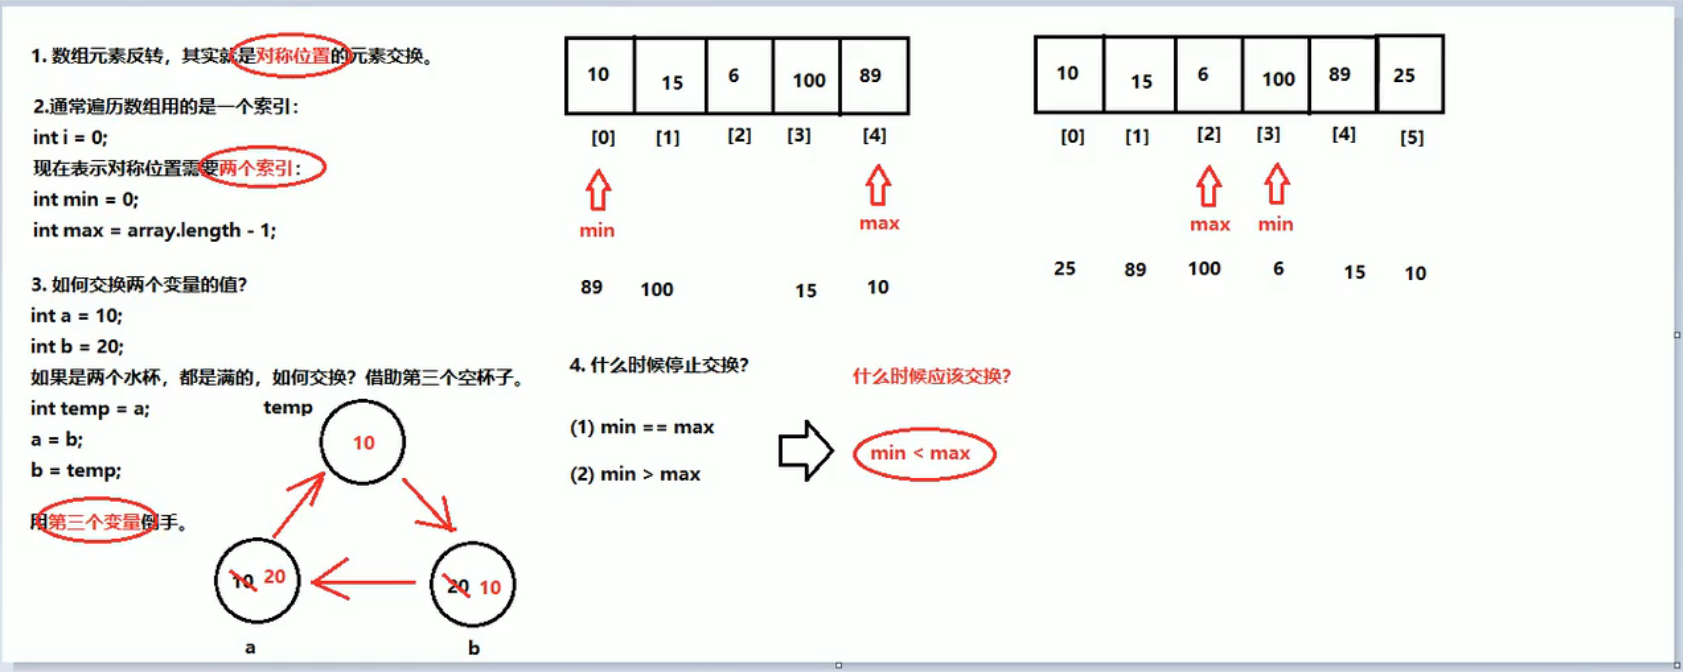 1. 数组元素反转，其实就是对称位置的元素交换。
2.通常遍历数组用的是一个索引：
int i = 0;
现在表示对称位置需要两个索引：
int min = 0;
int max = array.length - 1;
3. 如何交换两个变量的值？
int a = 10;
int b = 20;
如果是两个水杯，都是满的，如何交换？借助第三个空杯子。
int temp = a;
a = b;
b = temp;
用第三个变量倒手。
temp
10
10 20
20 10
a
b
10 15 6 100 89
[0] [1] [2] [3] [4]
min
max
89 100 15 10
10 15 6 100 89 25
[0] [1] [2] [3] [4] [5]
max min
25 89 100 6 15 10
4. 什么时候停止交换？
(1) min == max
(2) min > max
什么时候应该交换？
min < max